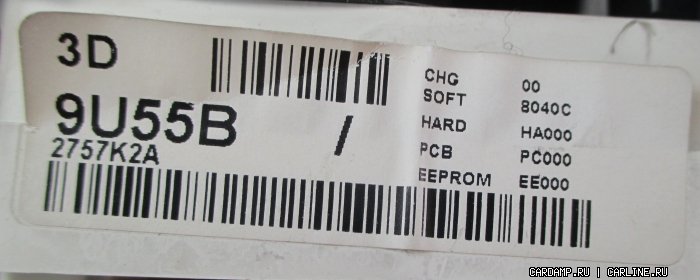 3D
9U55B /
2757K2A
CHG 00
SOFT 8040C
HARD HA000
PCB PC000
EEPROM EE000
CARDAMP.RU | CARLINE.RU